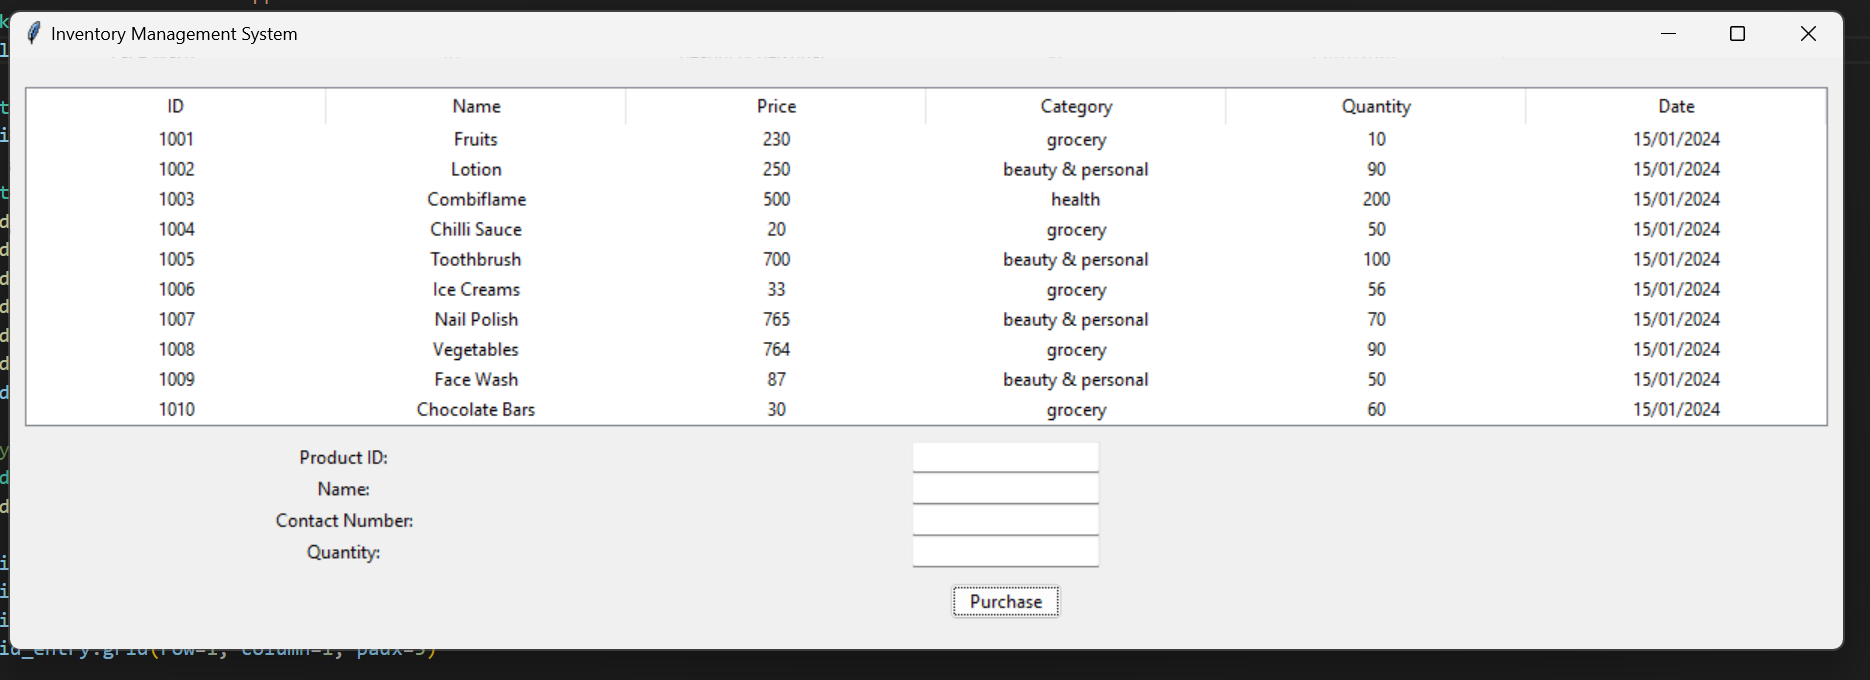 Inventory Management System
ID Name Price Category Quantity Date
1001 Fruits 230 grocery 10 15/01/2024
1002 Lotion 250 beauty & personal 90 15/01/2024
1003 Combiflame 500 health 200 15/01/2024
1004 Chilli Sauce 20 grocery 50 15/01/2024
1005 Toothbrush 700 beauty & personal 100 15/01/2024
1006 Ice Creams 33 grocery 56 15/01/2024
1007 Nail Polish 765 beauty & personal 70 15/01/2024
1008 Vegetables 764 grocery 90 15/01/2024
1009 Face Wash 87 beauty & personal 50 15/01/2024
1010 Chocolate Bars 30 grocery 60 15/01/2024
Product ID:
Name:
Contact Number:
Quantity:
Purchase
id_entry.grid(row=1, column=1, padx=5)